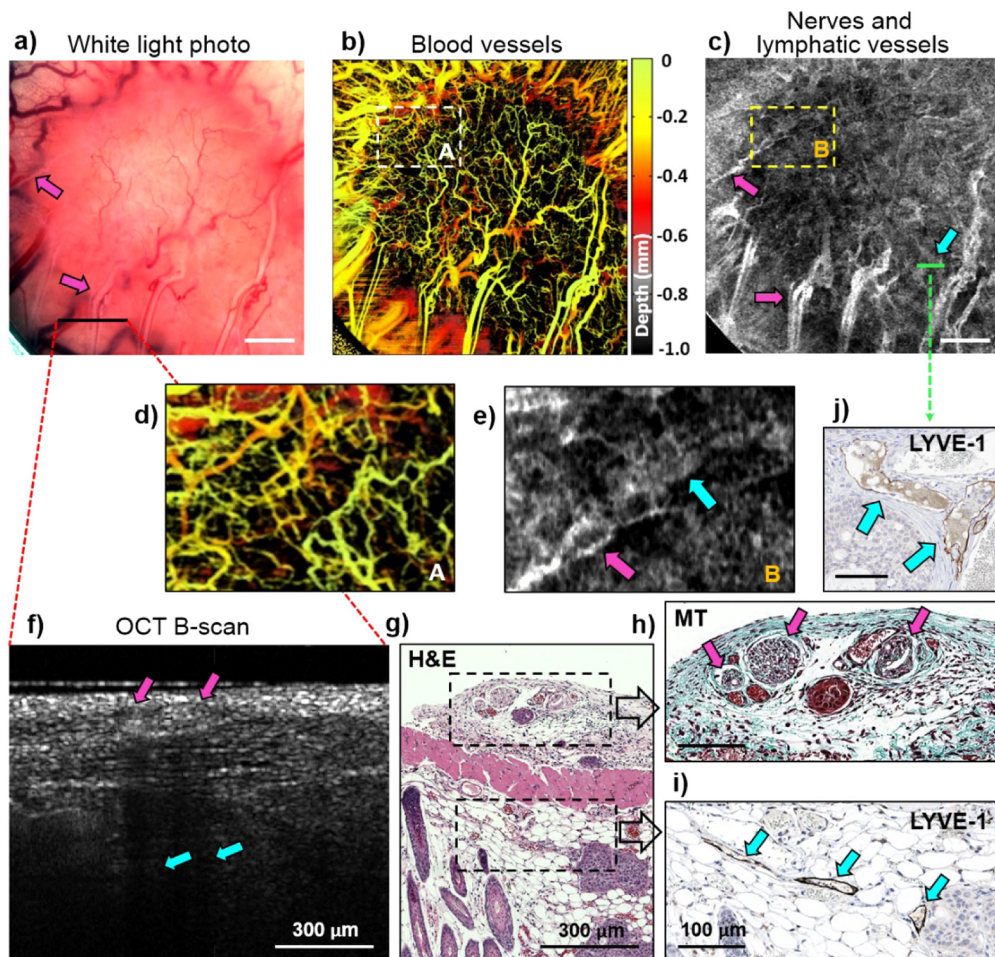 a)
White light photo
b)
Blood vessels
A
0
-0.2
-0.4
-0.6
-0.8
-1.0
Depth (mm)
c)
Nerves and
lymphatic vessels
B
d)
A
e)
B
j)
LYVE-1
f)
OCT B-scan
300 µm
g)
H&E
300 µm
h)
MT
i)
LYVE-1
100 µm